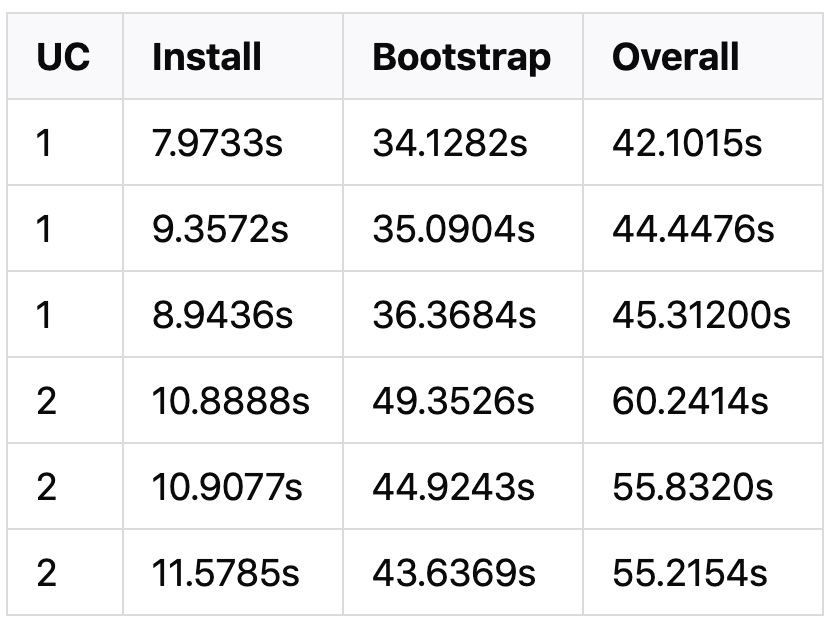 UC Install Bootstrap Overall
1 7.9733s 34.1282s 42.1015s
1 9.3572s 35.0904s 44.4476s
1 8.9436s 36.3684s 45.31200s
2 10.8888s 49.3526s 60.2414s
2 10.9077s 44.9243s 55.8320s
2 11.5785s 43.6369s 55.2154s